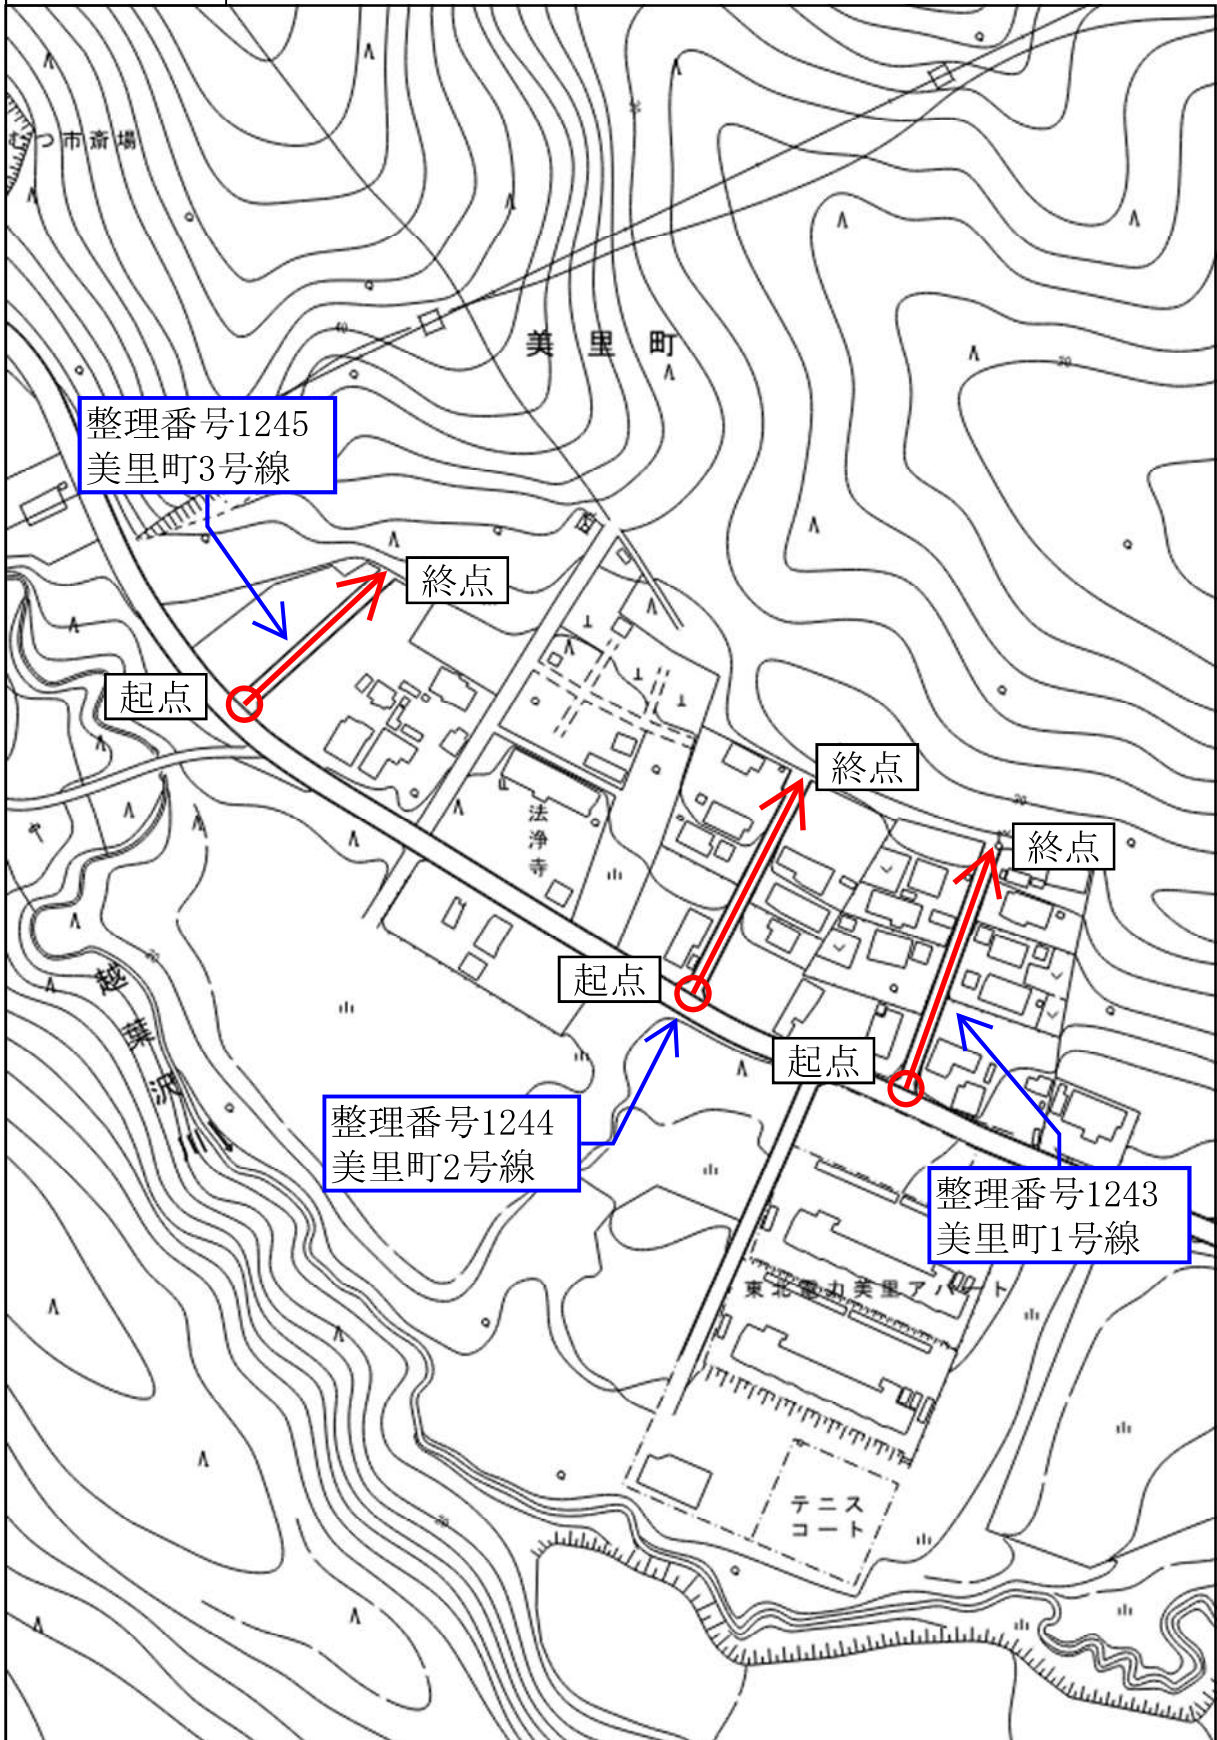 むつ市斎場
40
美里町
30
整理番号1245
美里町3号線
終点
起点
終点
20
法浄寺
終点
起点
起点
越葉沢
整理番号1244
美里町2号線
整理番号1243
美里町1号線
東北電力美里アパート
テニス
コート